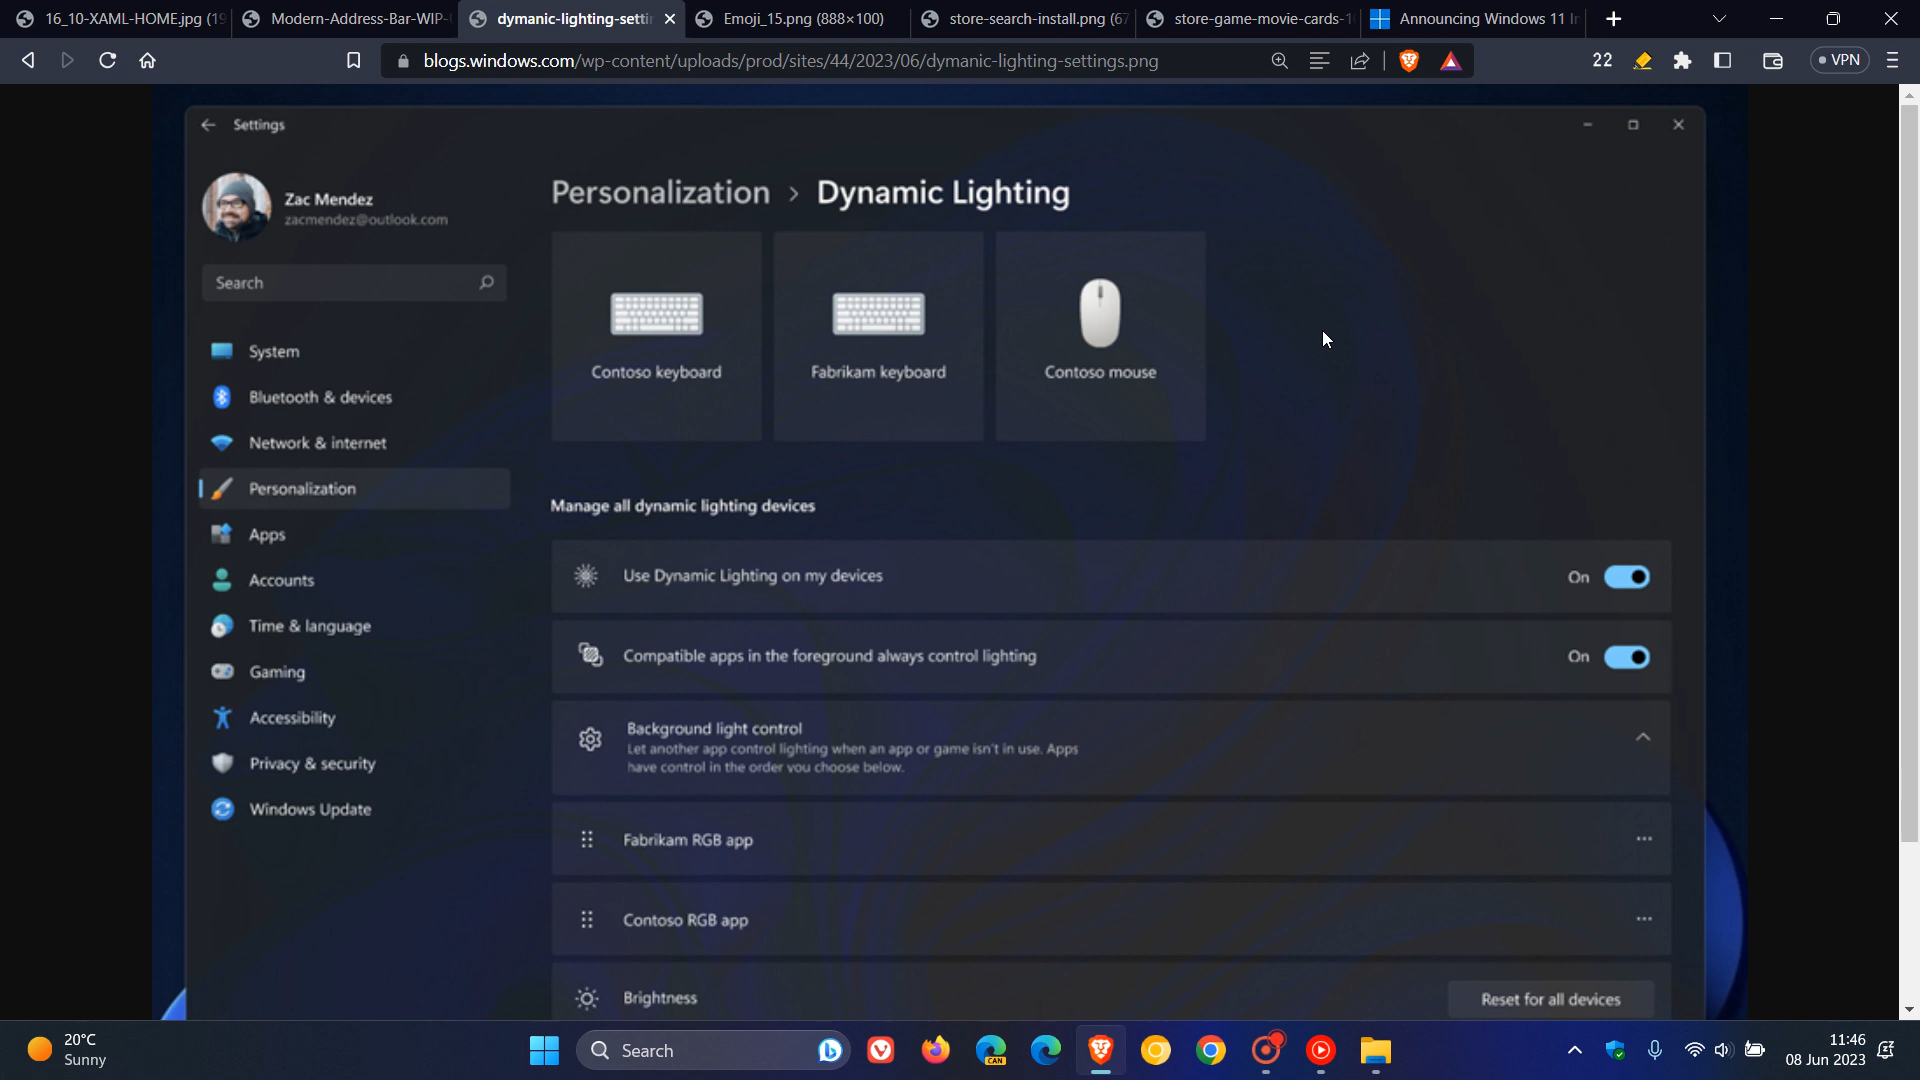 16_10-XAML-HOME.jpg (19
Modern-Address-Bar-WIP-
dymanic-lighting-setti
Emoji_15.png (888×100)
store-search-install.png (67
store-game-movie-cards-1
Announcing Windows 11 In
blogs.windows.com/wp-content/uploads/prod/sites/44/2023/06/dymanic-lighting-settings.png
22
VPN
Settings
Zac Mendez
zacmendez@outlook.com
Search
System
Bluetooth & devices
Network & internet
Personalization
Apps
Accounts
Time & language
Gaming
Accessibility
Privacy & security
Windows Update
Personalization > Dynamic Lighting
Contoso keyboard
Fabrikam keyboard
Contoso mouse
Manage all dynamic lighting devices
Use Dynamic Lighting on my devices
On
Compatible apps in the foreground always control lighting
On
Background light control
Let another app control lighting when an app or game isn't in use. Apps
have control in the order you choose below.
Fabrikam RGB app
Contoso RGB app
Brightness
Reset for all devices
20°C
Sunny
Search
CAN
11:46
08 Jun 2023